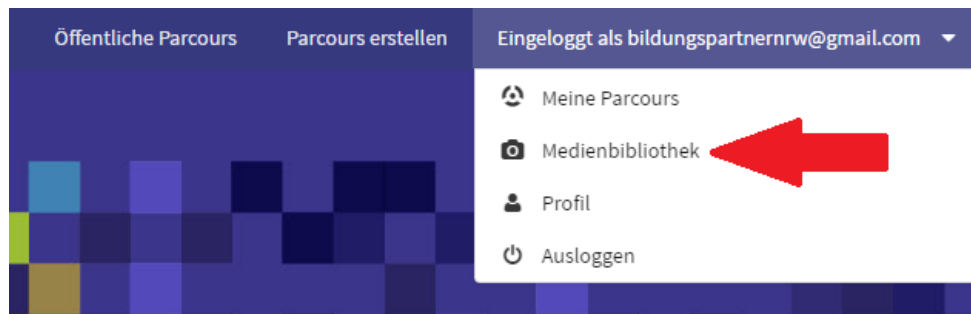 Öffentliche Parcours Parcours erstellen Eingeloggt als bildungspartnernrw@gmail.com
Meine Parcours
Medienbibliothek
Profil
Ausloggen